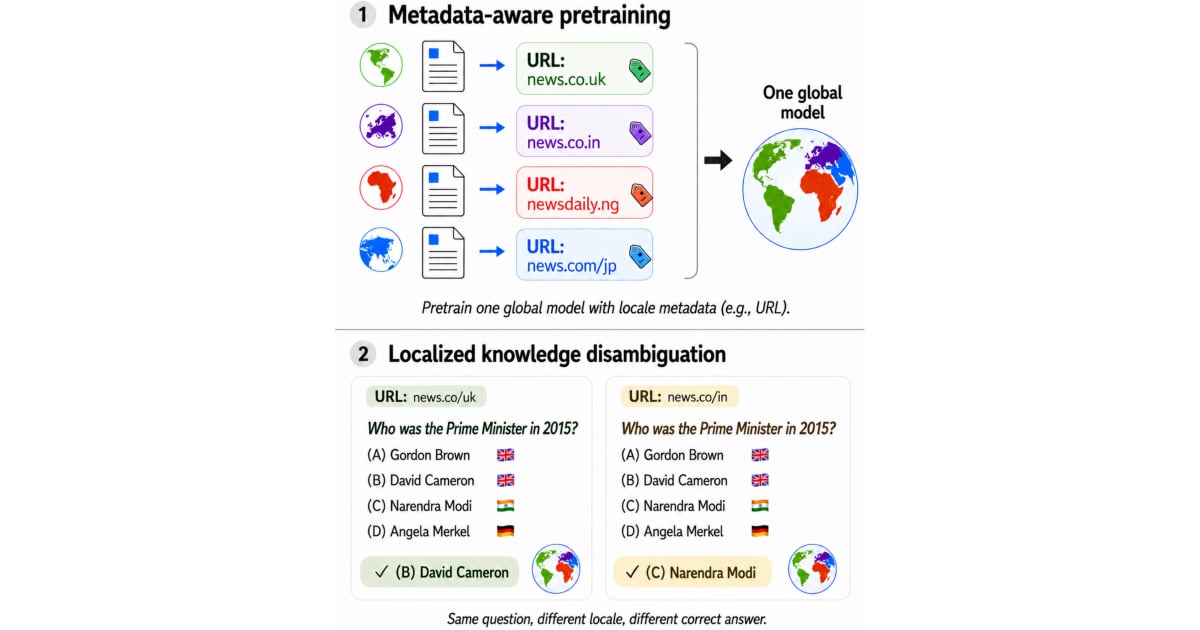 1 Metadata-aware pretraining
URL:
news.co.uk
URL:
news.co.in
URL:
newsdaily.ng
URL:
news.com/jp
One global
model
Pretrain one global model with locale metadata (e.g., URL).
2 Localized knowledge disambiguation
URL: news.co/uk
Who was the Prime Minister in 2015?
(A) Gordon Brown
(B) David Cameron
(C) Narendra Modi
(D) Angela Merkel
✓ (B) David Cameron
URL: news.co/in
Who was the Prime Minister in 2015?
(A) Gordon Brown
(B) David Cameron
(C) Narendra Modi
(D) Angela Merkel
✓ (C) Narendra Modi
Same question, different locale, different correct answer.